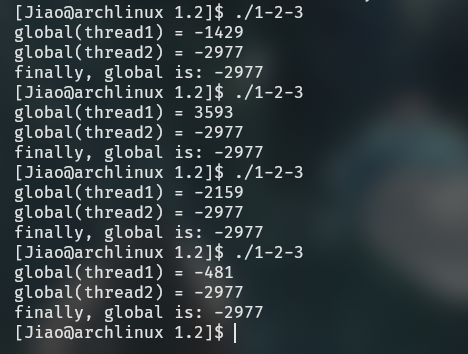 [Jiao@archlinux 1.2]$ ./1-2-3
global(thread1) = -1429
global(thread2) = -2977
finally, global is: -2977
[Jiao@archlinux 1.2]$ ./1-2-3
global(thread1) = 3593
global(thread2) = -2977
finally, global is: -2977
[Jiao@archlinux 1.2]$ ./1-2-3
global(thread1) = -2159
global(thread2) = -2977
finally, global is: -2977
[Jiao@archlinux 1.2]$ ./1-2-3
global(thread1) = -481
global(thread2) = -2977
finally, global is: -2977
[Jiao@archlinux 1.2]$